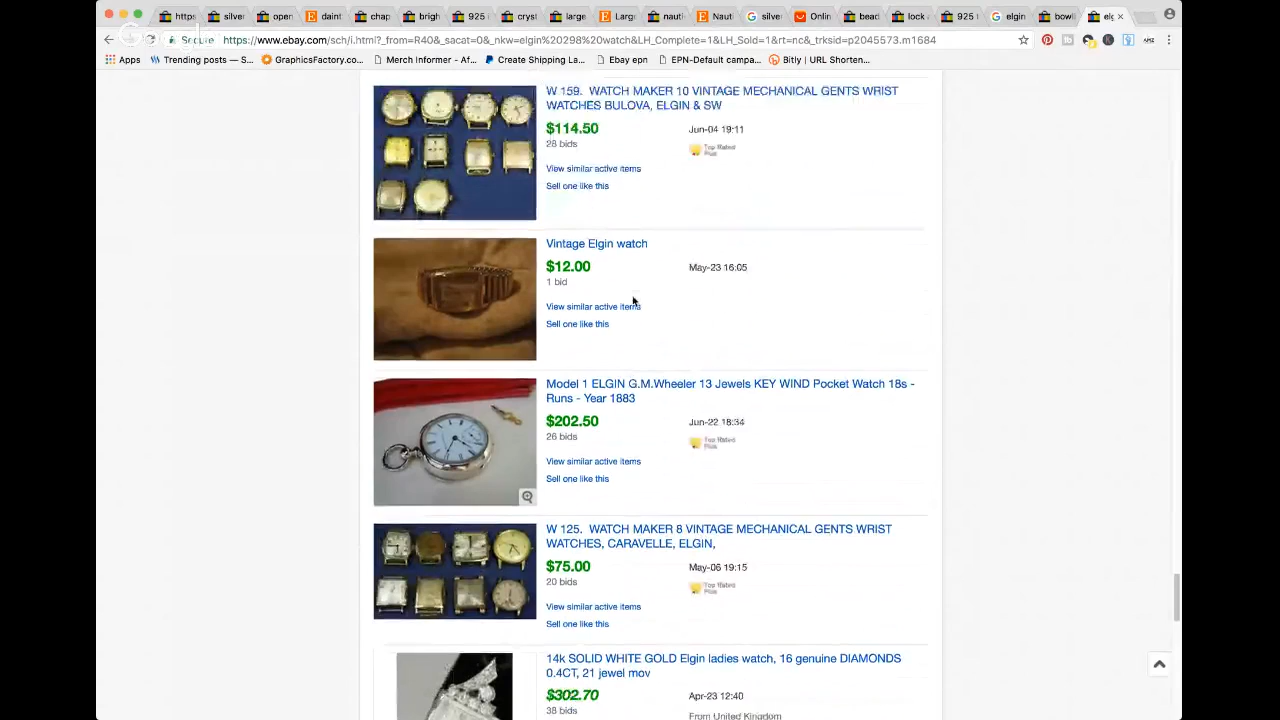 https silver open daint chap brigh 925 cryst large Larg nauti Nauti silver Onlin bead lock 925 elgin bowli elg
Secure https://www.ebay.com/sch/i.html?_from=R40&_sacat=0&_nkw=elgin%20298%20watch&LH_Complete=1&LH_Sold=1&rt=nc&_trksid=p2045573.m1684
Apps Trending posts — S... GraphicsFactory.co... Merch Informer - Af... Create Shipping La... Ebay epn EPN-Default campa... Bitly | URL Shorten...
W 159. WATCH MAKER 10 VINTAGE MECHANICAL GENTS WRIST
WATCHES BULOVA, ELGIN & SW
$114.50 Jun-04 19:11
28 bids Top Rated
Plus
View similar active items
Sell one like this
Vintage Elgin watch
$12.00 May-23 16:05
1 bid
View similar active items
Sell one like this
Model 1 ELGIN G.M.Wheeler 13 Jewels KEY WIND Pocket Watch 18s -
Runs - Year 1883
$202.50 Jun-22 18:34
26 bids Top Rated
Plus
View similar active items
Sell one like this
W 125. WATCH MAKER 8 VINTAGE MECHANICAL GENTS WRIST
WATCHES, CARAVELLE, ELGIN,
$75.00 May-06 19:15
20 bids Top Rated
Plus
View similar active items
Sell one like this
14k SOLID WHITE GOLD Elgin ladies watch, 16 genuine DIAMONDS
0.4CT, 21 jewel mov
$302.70 Apr-23 12:40
38 bids From United Kingdom